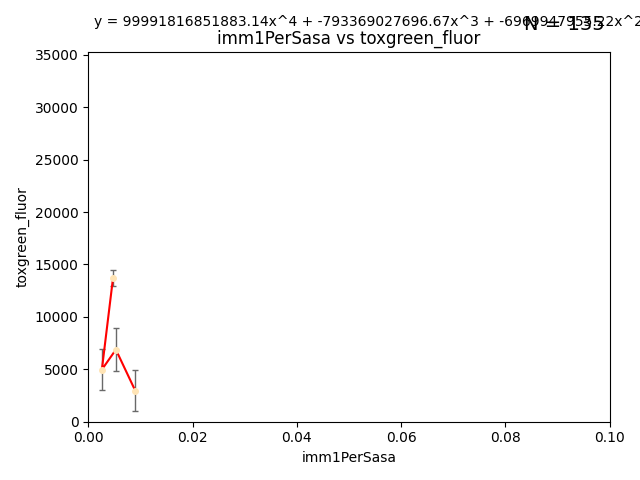 y = 99991816851883.14x^4 + -793369027696.67x^3 +
N = 135
imm1PerSasa vs toxgreen_fluor
35000
30000
25000
20000
15000
10000
5000
0
toxgreen_fluor
0.00 0.02 0.04 0.06 0.08 0.10
imm1PerSasa